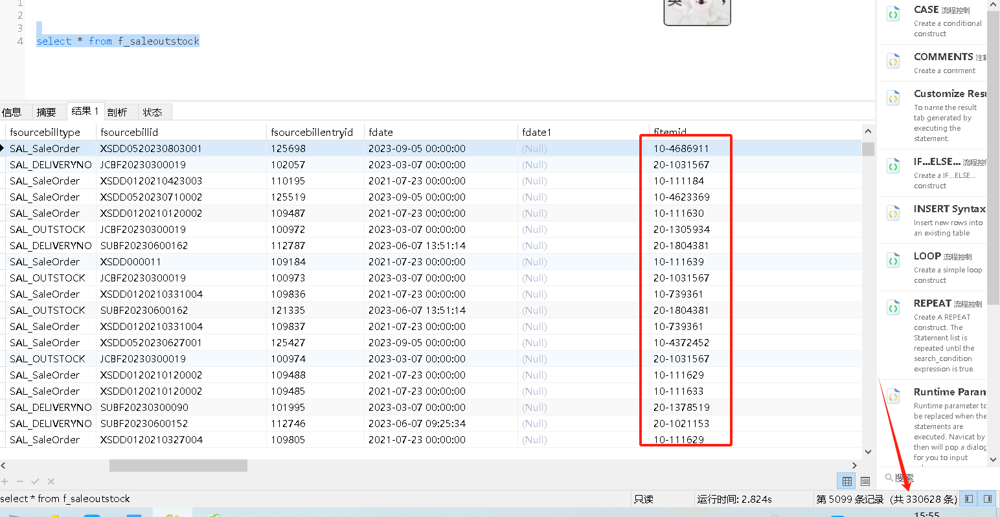 1
2
3
4 select * from f_saleoutstock
信息 摘要 结果 1 剖析 状态
fsourcebilltype fsourcebillid fsourcebillentryid fdate fdate1 fitemid
SAL_SaleOrder XSDD0520230803001 125698 2023-09-05 00:00:00 (Null) 10-4686911
SAL_DELIVERYNO JCBF20230300019 102057 2023-03-07 00:00:00 (Null) 20-1031567
SAL_SaleOrder XSDD0120210423003 110195 2021-07-23 00:00:00 (Null) 10-111184
SAL_SaleOrder XSDD0520230710002 125519 2023-09-05 00:00:00 (Null) 10-4623369
SAL_SaleOrder XSDD0120210120002 109487 2021-07-23 00:00:00 (Null) 10-111630
SAL_OUTSTOCK JCBF20230300019 100972 2023-03-07 00:00:00 (Null) 20-1305934
SAL_DELIVERYNO SUBF20230600162 112787 2023-06-07 13:51:14 (Null) 20-1804381
SAL_SaleOrder XSDD000011 109184 2021-07-23 00:00:00 (Null) 10-111639
SAL_OUTSTOCK JCBF20230300019 100973 2023-03-07 00:00:00 (Null) 20-1031567
SAL_SaleOrder XSDD0120210331004 109836 2021-07-23 00:00:00 (Null) 10-739361
SAL_OUTSTOCK SUBF20230600162 121335 2023-06-07 13:51:14 (Null) 20-1804381
SAL_SaleOrder XSDD0120210331004 109837 2021-07-23 00:00:00 (Null) 10-739361
SAL_SaleOrder XSDD0520230627001 125427 2023-09-05 00:00:00 (Null) 10-4372452
SAL_OUTSTOCK JCBF20230300019 100974 2023-03-07 00:00:00 (Null) 20-1031567
SAL_SaleOrder XSDD0120210120002 109488 2021-07-23 00:00:00 (Null) 10-111629
SAL_SaleOrder XSDD0120210120002 109485 2021-07-23 00:00:00 (Null) 10-111633
SAL_DELIVERYNO SUBF20230300090 101995 2023-03-07 00:00:00 (Null) 20-1378519
SAL_DELIVERYNO SUBF20230600152 112746 2023-06-07 09:25:34 (Null) 20-1021153
SAL_SaleOrder XSDD0120210327004 109805 2021-07-23 00:00:00 (Null) 10-111629
CASE 流程控制
Create a conditional
construct
COMMENTS 注释
Create a comment
Customize Resu
To name the result
tab generated by
executing the
statement.
IF...ELSE... 流程控制
Create a IF...ELSE...
construct
INSERT Syntax
Insert new rows into
an existing table
LOOP 流程控制
Create a simple loop
construct
REPEAT 流程控制
Create A REPEAT
construct. The
Statement list is
repeated until the
search_condition
expression is true.
Runtime Param
Runtime parameter to
be replaced when the
statements are
executed. Navicat by
then will pop a dialog
for you to input
搜索
select * from f_saleoutstock 只读 运行时间: 2.824s 第 5099 条记录 (共 330628 条)
15:55